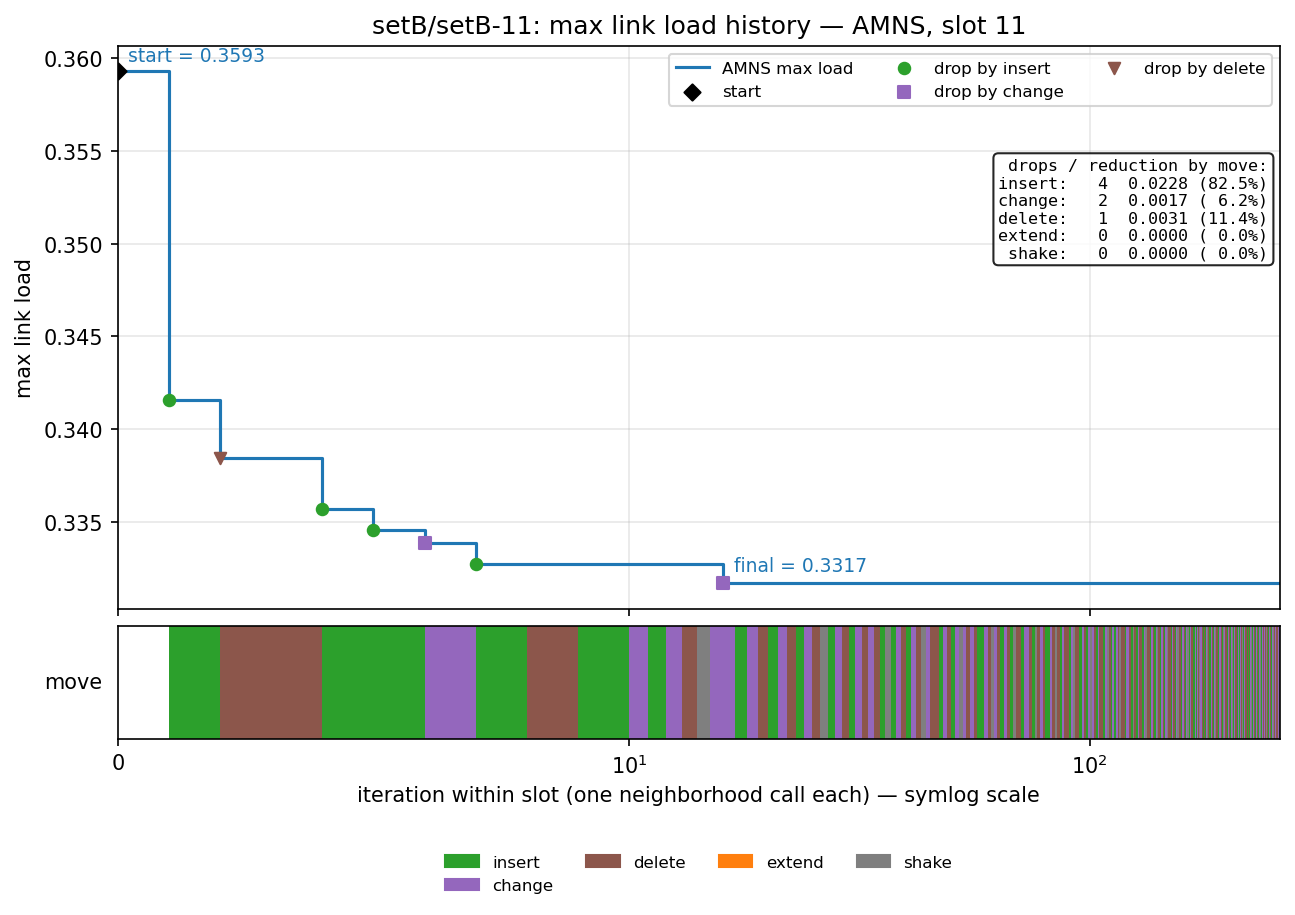 setB/setB-11: max link load history — AMNS, slot 11
start = 0.3593
AMNS max load
start
drop by insert
drop by change
drop by delete
drops / reduction by move:
insert:   4  0.0228 (82.5%)
change:   2  0.0017 ( 6.2%)
delete:   1  0.0031 (11.4%)
extend:   0  0.0000 ( 0.0%)
shake:   0  0.0000 ( 0.0%)
max link load
0.360
0.355
0.350
0.345
0.340
0.335
final = 0.3317
move
0
10¹
10²
iteration within slot (one neighborhood call each) — symlog scale
insert
change
delete
extend
shake